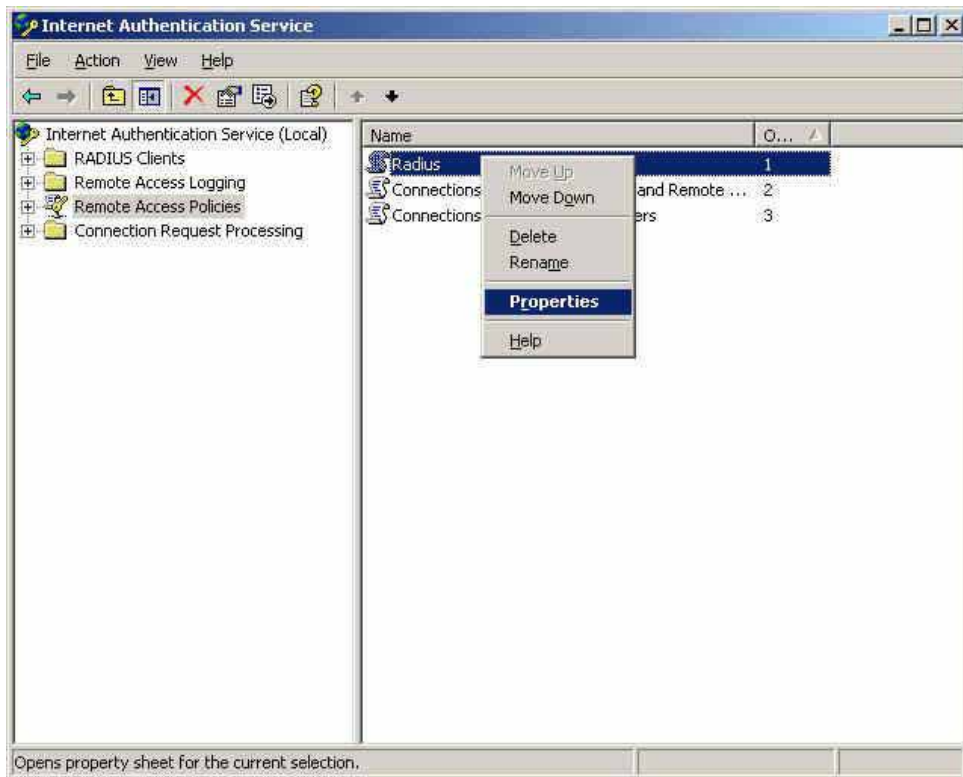 Internet Authentication Service
File Action View Help
Internet Authentication Service (Local)
RADIUS Clients
Remote Access Logging
Remote Access Policies
Connection Request Processing
Name O...
Radius 1
Connections and Remote ... 2
Connections ers 3
Move Up
Move Down
Delete
Rename
Properties
Help
Opens property sheet for the current selection.